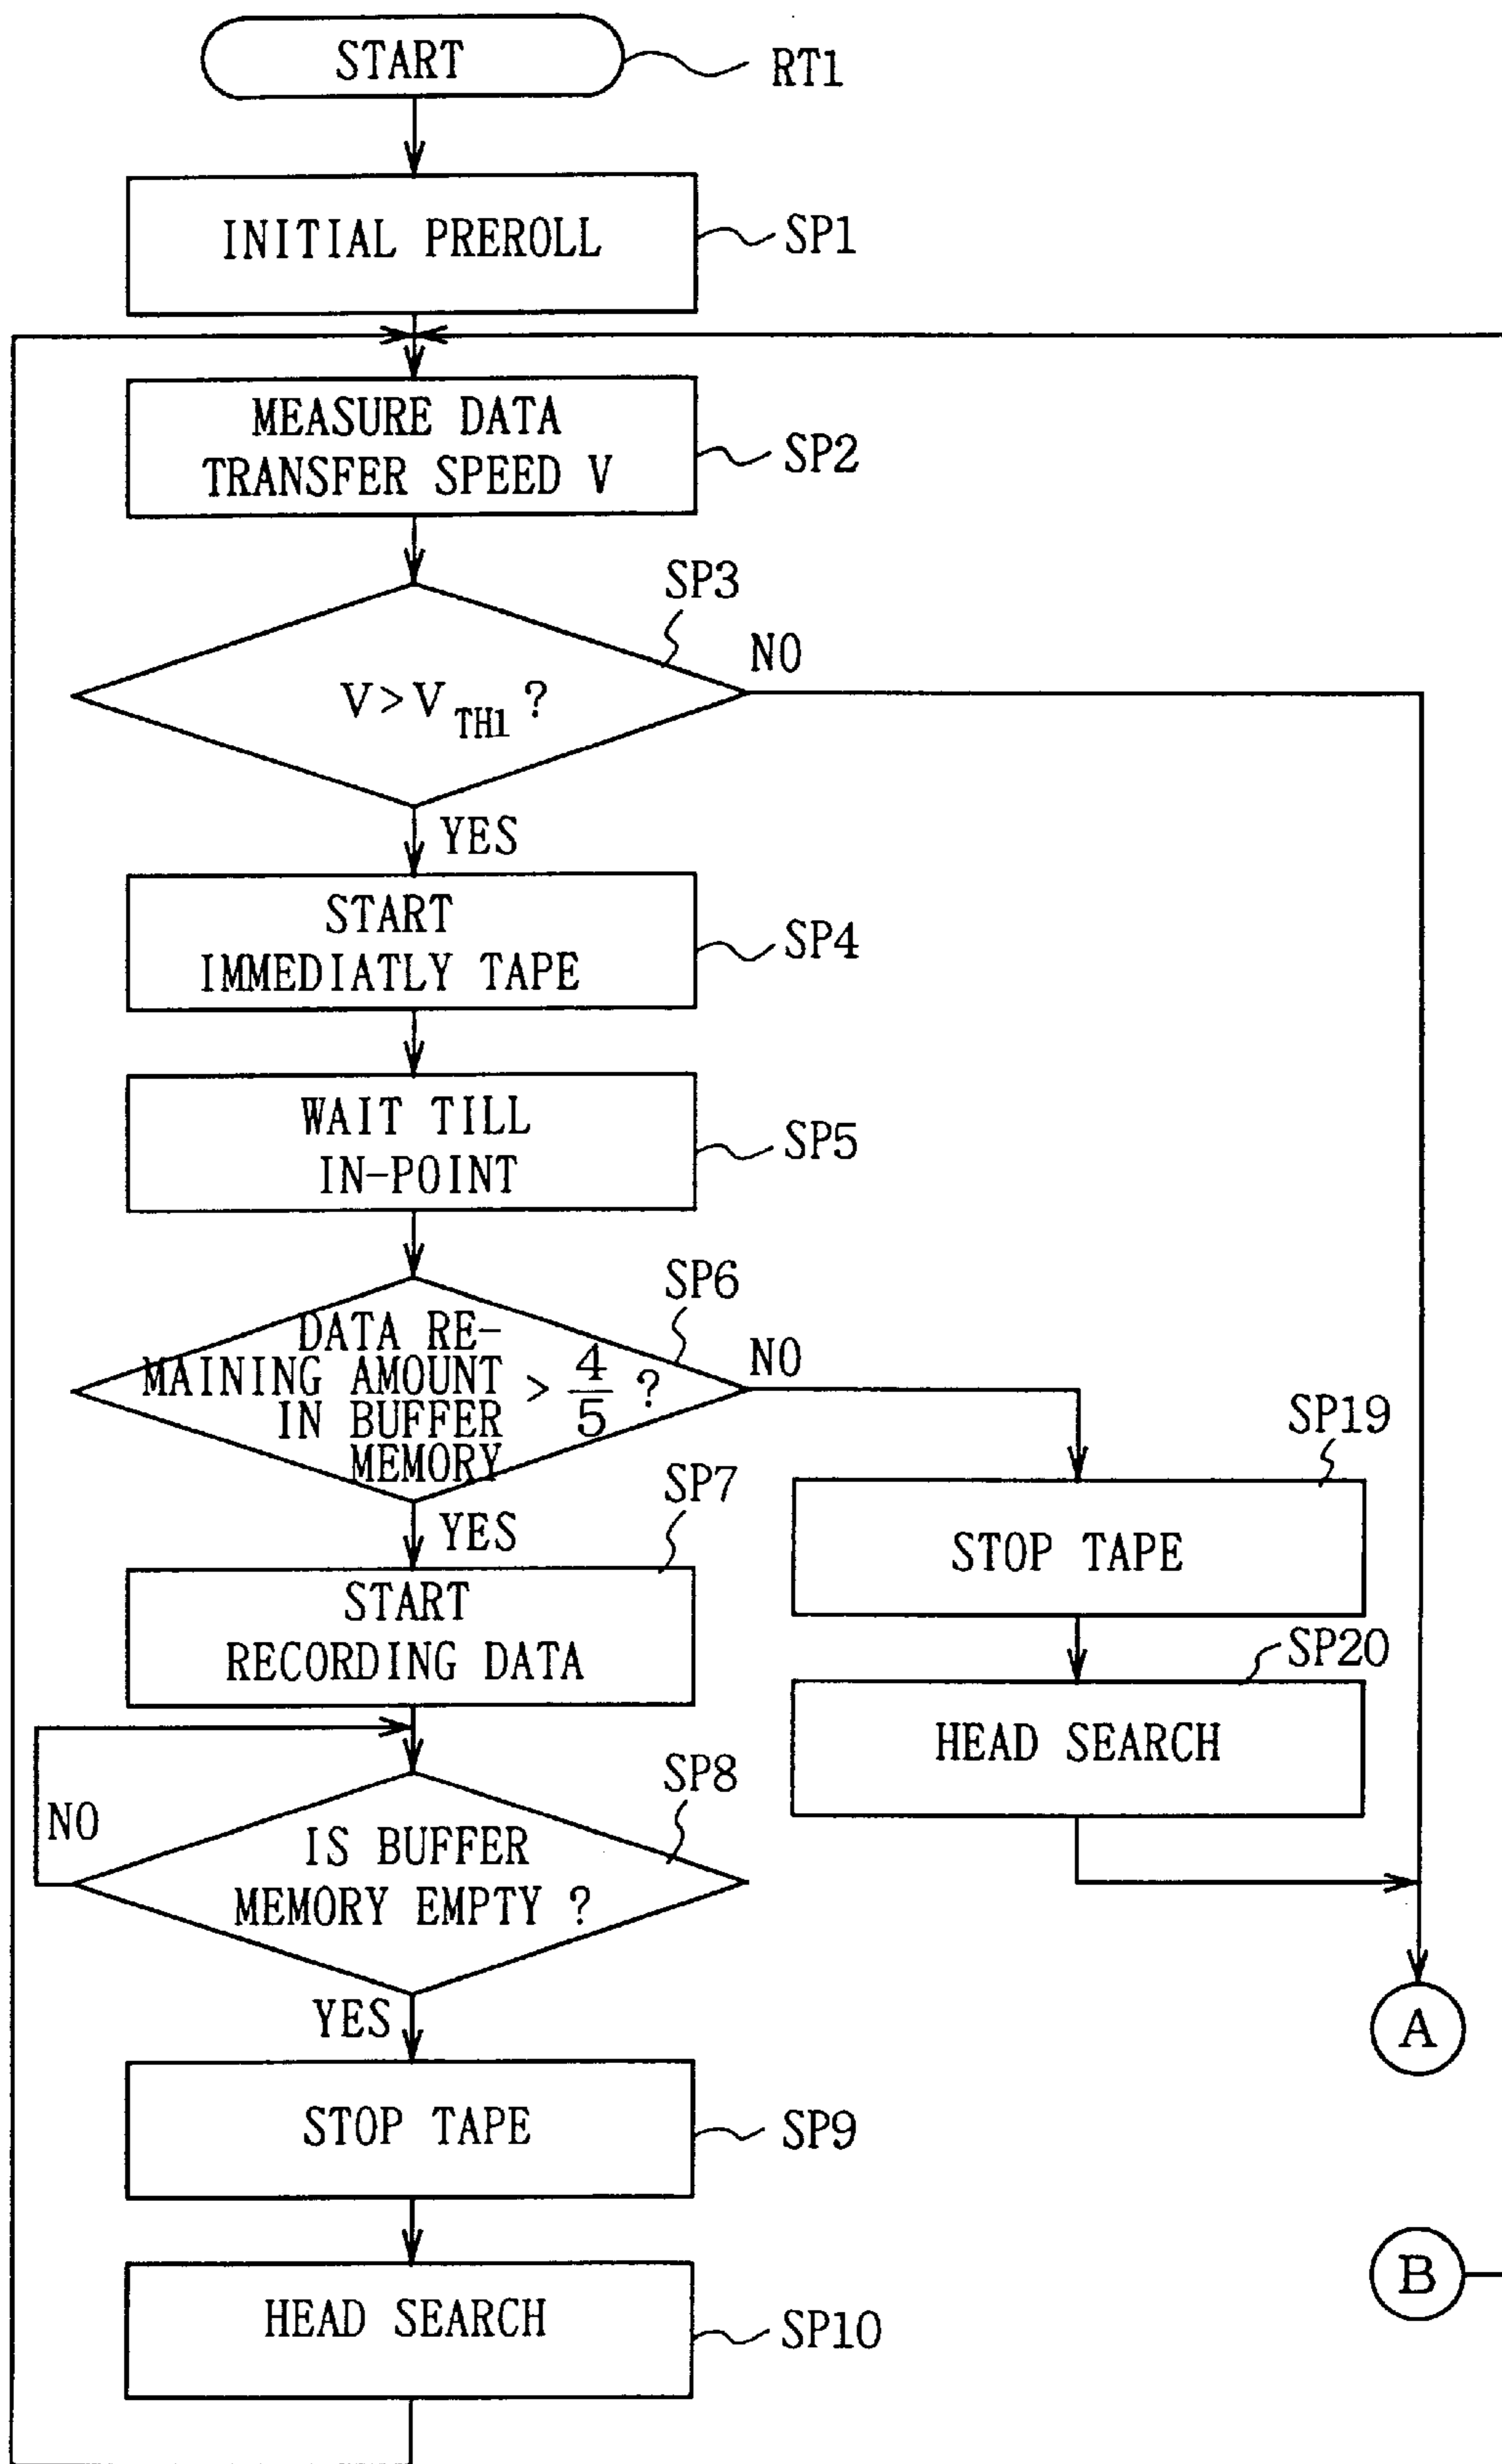 START
RT1
INITIAL PREROLL
SP1
MEASURE DATA
TRANSFER SPEED V
SP2
SP3
V>V TH1 ?
NO
YES
START
IMMEDIATLY TAPE
SP4
WAIT TILL
IN-POINT
SP5
SP6
DATA RE-
MAINING AMOUNT
IN BUFFER
MEMORY
> 4/5 ?
NO
YES
SP19
STOP TAPE
SP7
START
RECORDING DATA
SP20
HEAD SEARCH
SP8
IS BUFFER
MEMORY EMPTY ?
NO
YES
A
STOP TAPE
SP9
B
HEAD SEARCH
SP10